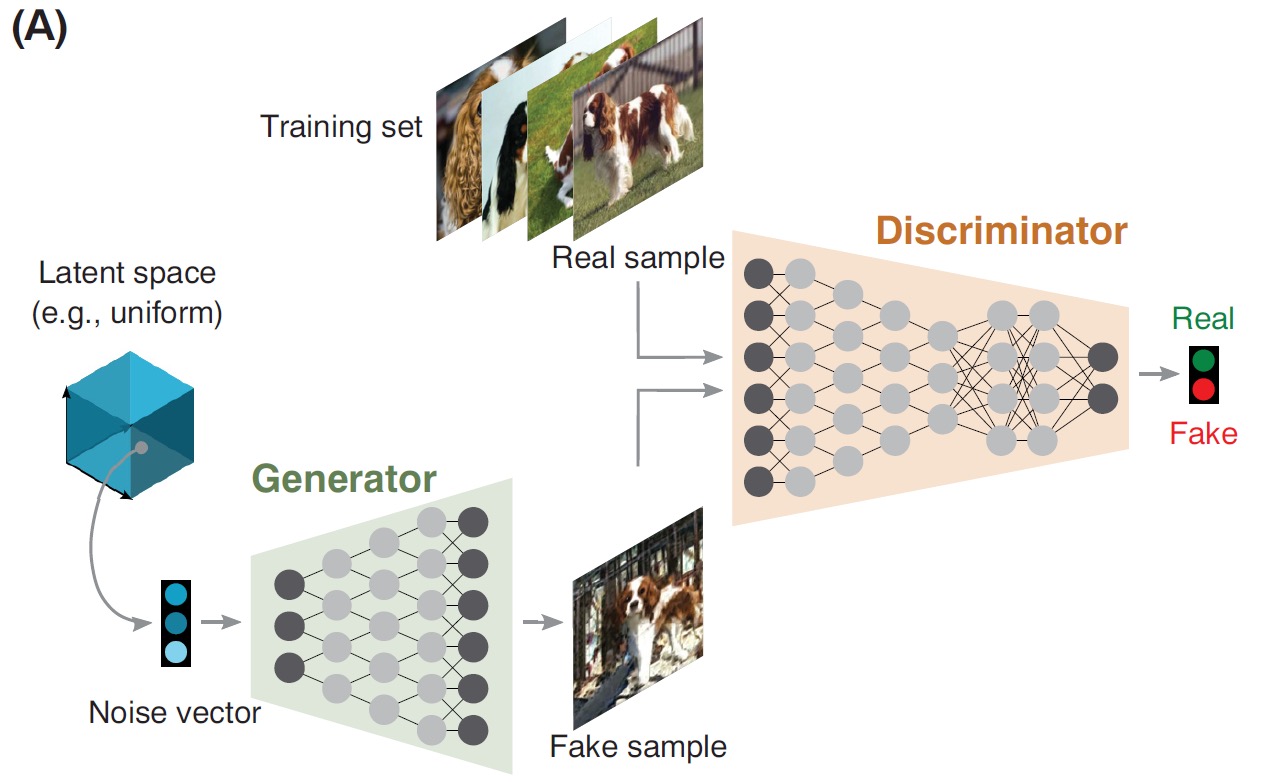 (A)
Training set
Real sample
Discriminator
Latent space
(e.g., uniform)
Real
Fake
Generator
Noise vector
Fake sample